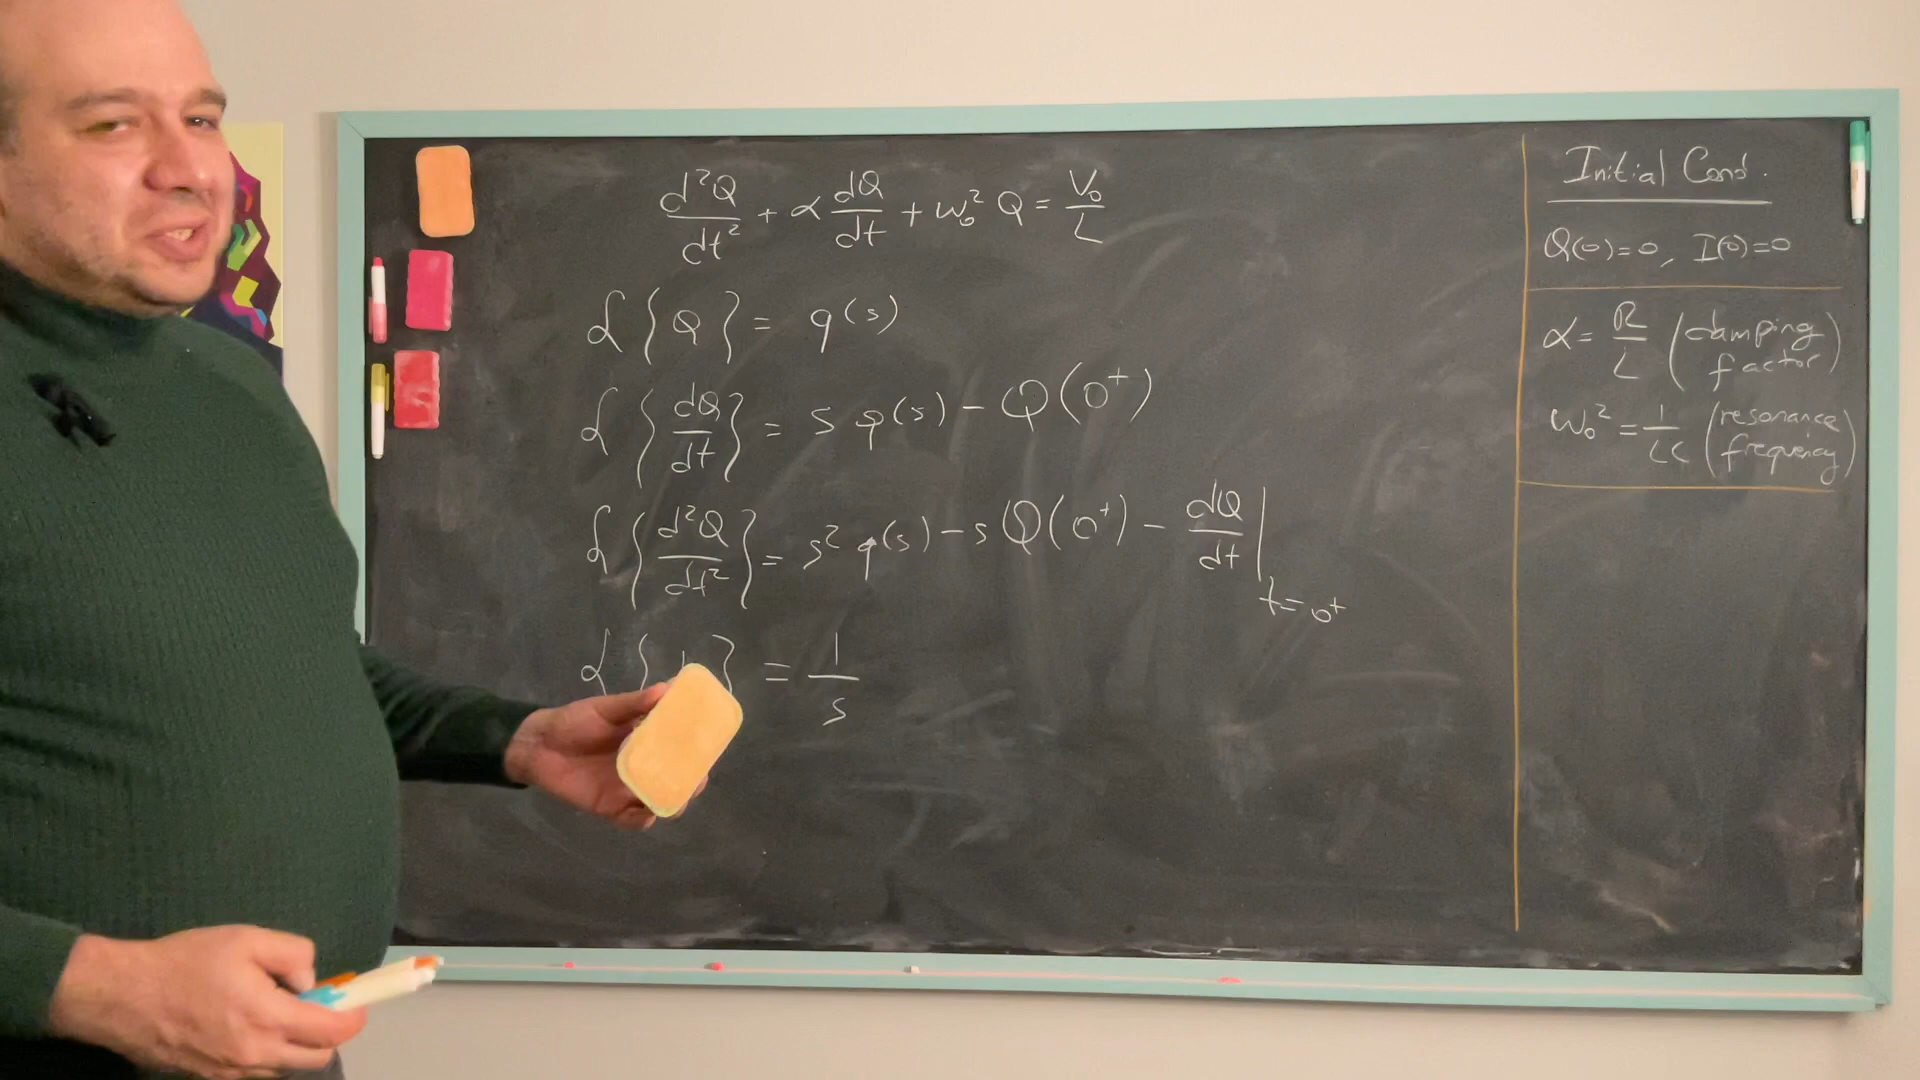 d²Q/dt² + α dQ/dt + ω₀² Q = V₀/L
ℒ { Q } = q(s)
ℒ { dQ/dt } = s q(s) − Q(0⁺)
ℒ { d²Q/dt² } = s² q(s) − s Q(0⁺) − dQ/dt |t=0⁺
ℒ { } = 1/s
Initial Cond.
Q(0)=0, I(0)=0
α = R/L (damping
factor)
ω₀² = 1/LC (resonance
frequency)